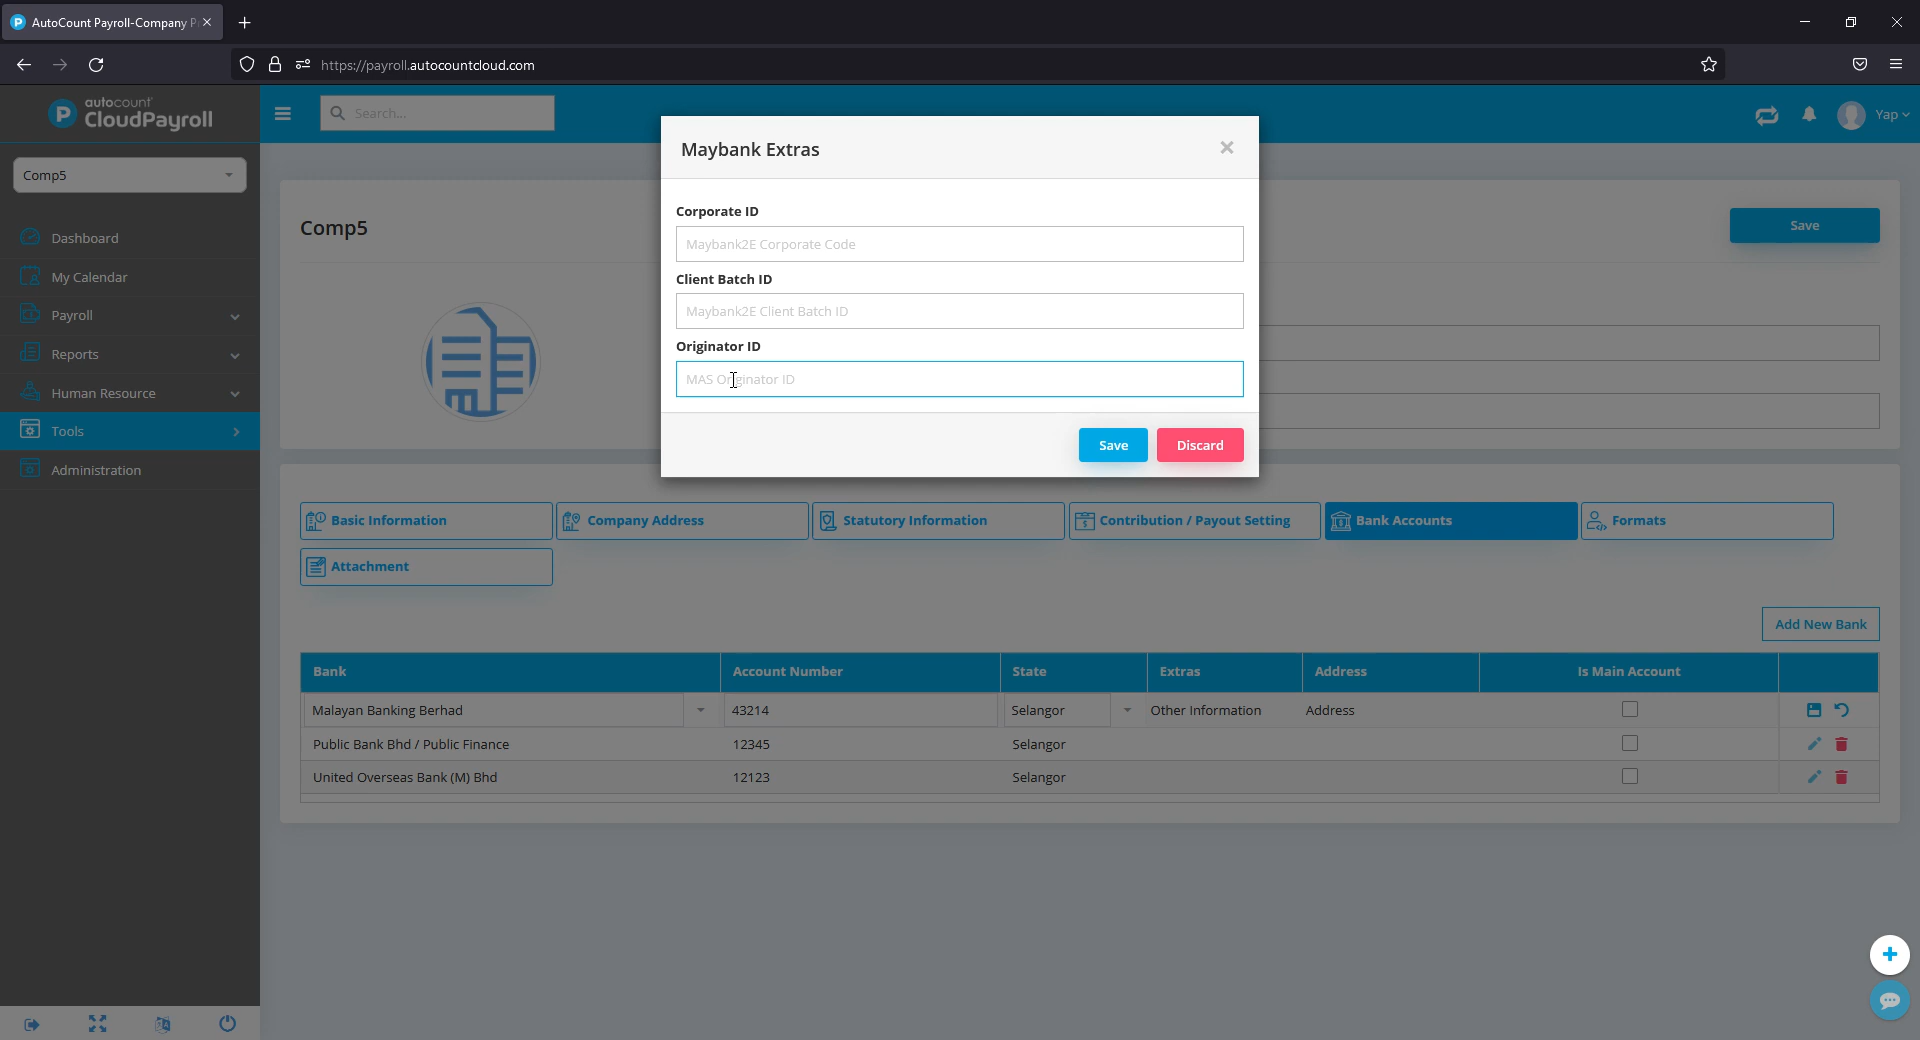 AutoCount Payroll-Company P
https://payroll.autocountcloud.com
autocount
CloudPayroll
Search...
Yap
Comp5
Dashboard
My Calendar
Payroll
Reports
Human Resource
Tools
Administration
Comp5
Save
Maybank Extras
Corporate ID
Maybank2E Corporate Code
Client Batch ID
Maybank2E Client Batch ID
Originator ID
MAS Originator ID
Save Discard
Basic Information Company Address Statutory Information Contribution / Payout Setting Bank Accounts Formats
Attachment
Add New Bank
Bank Account Number State Extras Address Is Main Account
Malayan Banking Berhad 43214 Selangor Other Information Address
Public Bank Bhd / Public Finance 12345 Selangor
United Overseas Bank (M) Bhd 12123 Selangor